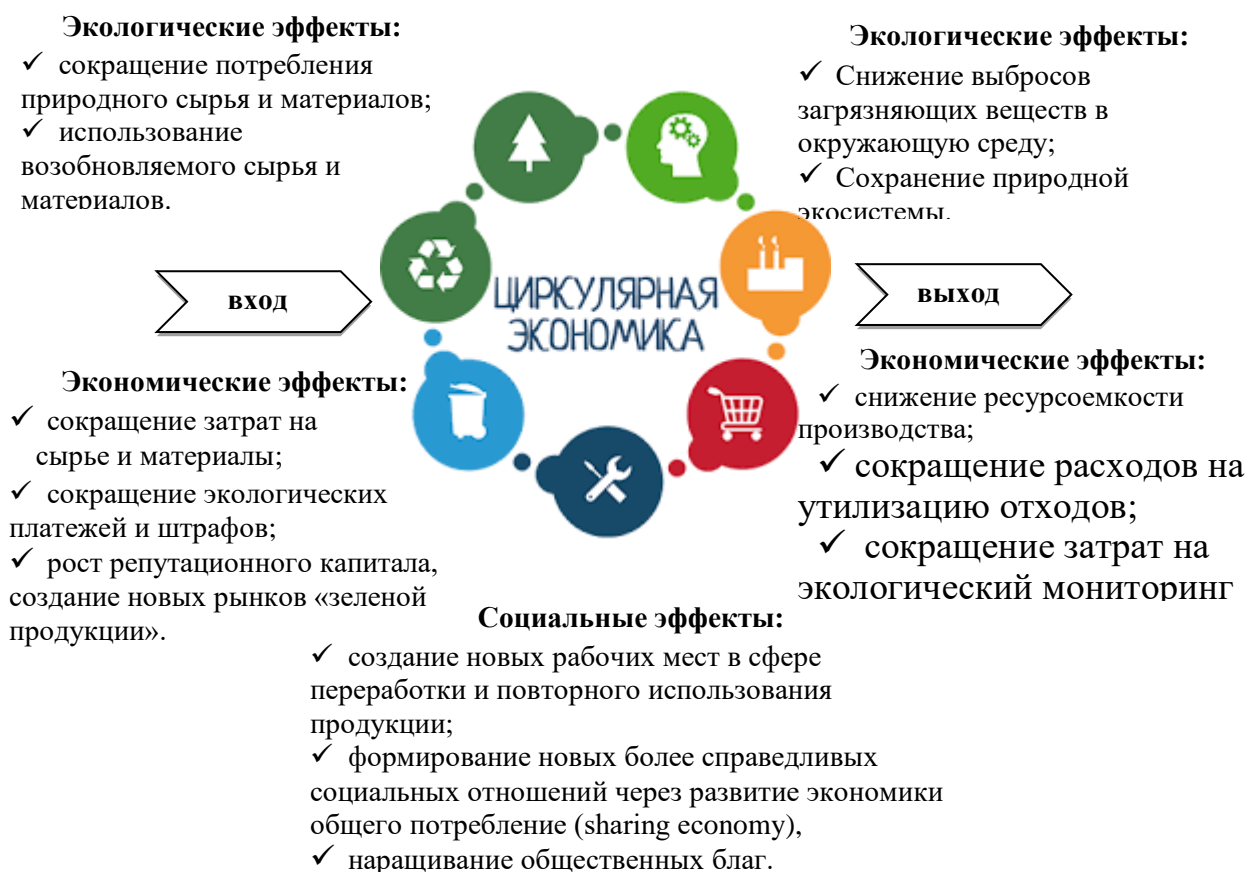 Экологические эффекты:
✓ сокращение потребления
природного сырья и материалов;
✓ использование
возобновляемого сырья и
материалов.
Экологические эффекты:
✓ Снижение выбросов
загрязняющих веществ в
окружающую среду;
✓ Сохранение природной
экосистемы.
вход
ЦИРКУЛЯРНАЯ
ЭКОНОМИКА
выход
Экономические эффекты:
✓ сокращение затрат на
сырье и материалы;
✓ сокращение экологических
платежей и штрафов;
✓ рост репутационного капитала,
создание новых рынков «зеленой
продукции».
Экономические эффекты:
✓ снижение ресурсоемкости
производства;
✓ сокращение расходов на
утилизацию отходов;
✓ сокращение затрат на
экологический мониторинг
Социальные эффекты:
✓ создание новых рабочих мест в сфере
переработки и повторного использования
продукции;
✓ формирование новых более справедливых
социальных отношений через развитие экономики
общего потребление (sharing economy),
✓ наращивание общественных благ.